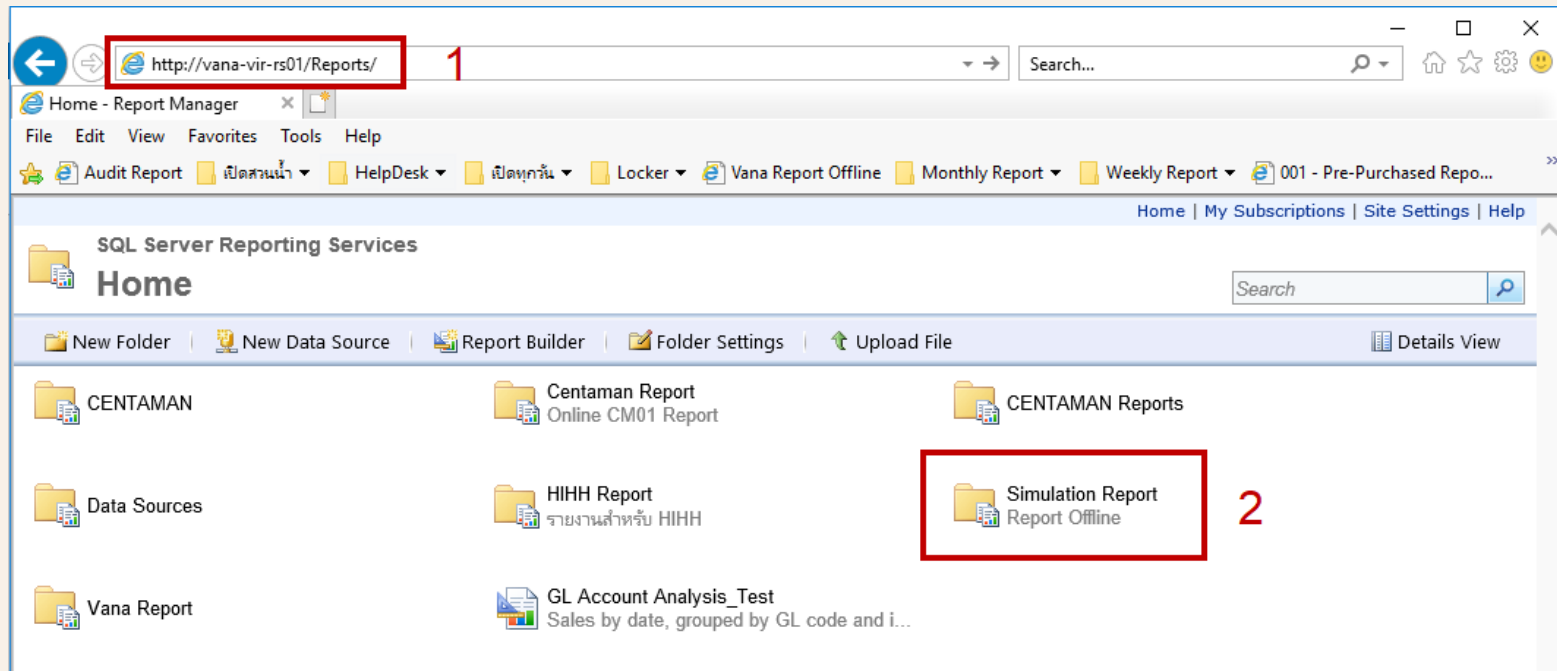 http://vana-vir-rs01/Reports/ 1 Search...
Home - Report Manager
File Edit View Favorites Tools Help
Audit Report เปิดสวนน้ำ HelpDesk เปิดทุกวัน Locker Vana Report Offline Monthly Report Weekly Report 001 - Pre-Purchased Repo... »
Home | My Subscriptions | Site Settings | Help
SQL Server Reporting Services
Home
Search
New Folder New Data Source Report Builder Folder Settings Upload File Details View
CENTAMAN
Centaman Report
Online CM01 Report
CENTAMAN Reports
Data Sources
HIHH Report
รายงานสำหรับ HIHH
Simulation Report
Report Offline
2
Vana Report
GL Account Analysis_Test
Sales by date, grouped by GL code and i...